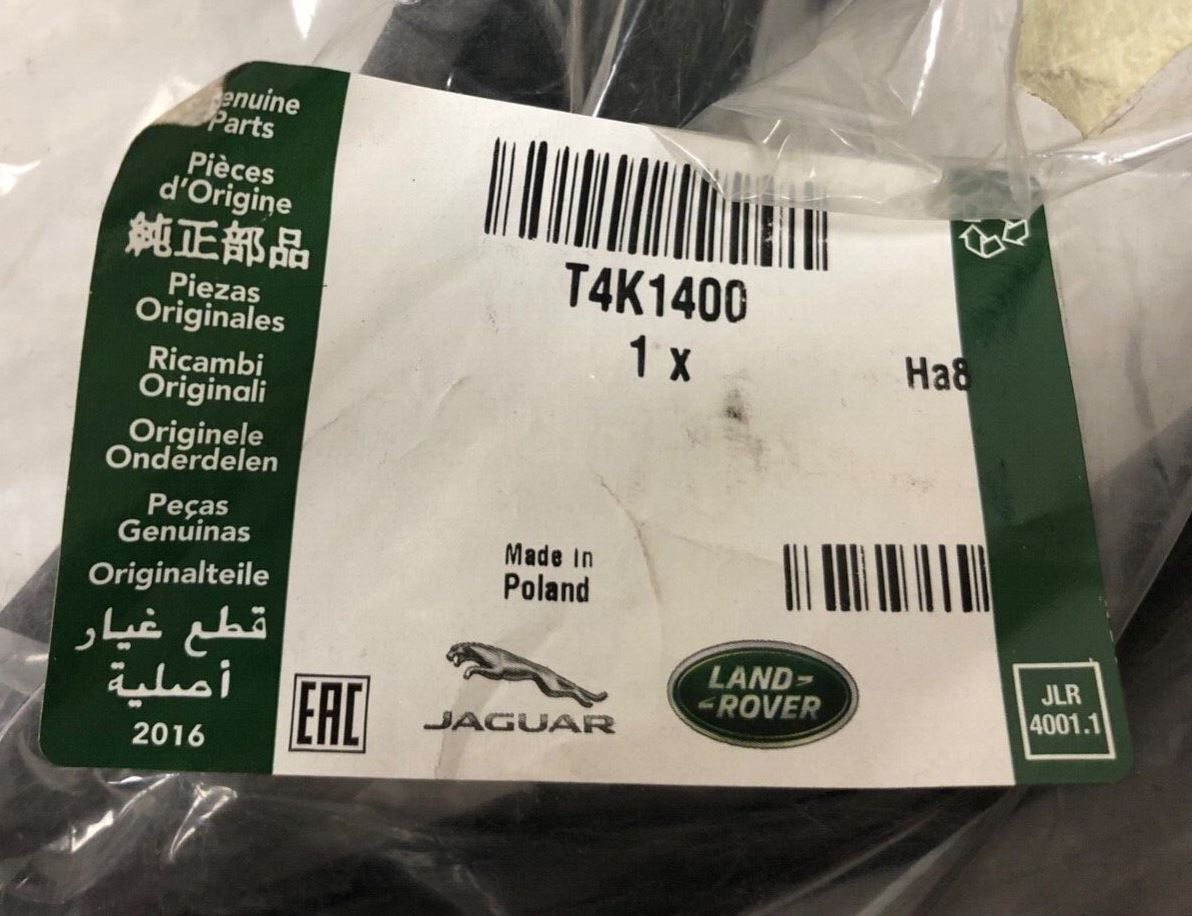 enuine
Parts
Pièces
d'Origine
純正部品
Piezas
Originales
Ricambi
Originali
Originele
Onderdelen
Peças
Genuinas
Originalteile
قطع غيار
أصلية
2016
T4K1400
1 x
Ha8
Made In
Poland
EAC
JAGUAR
LAND-
-ROVER
JLR
4001.1